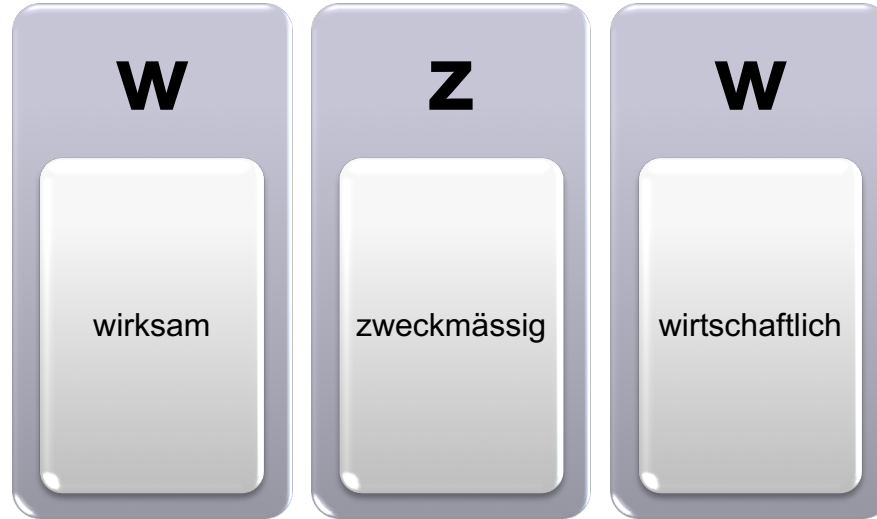 W
wirksam
Z
zweckmässig
W
wirtschaftlich